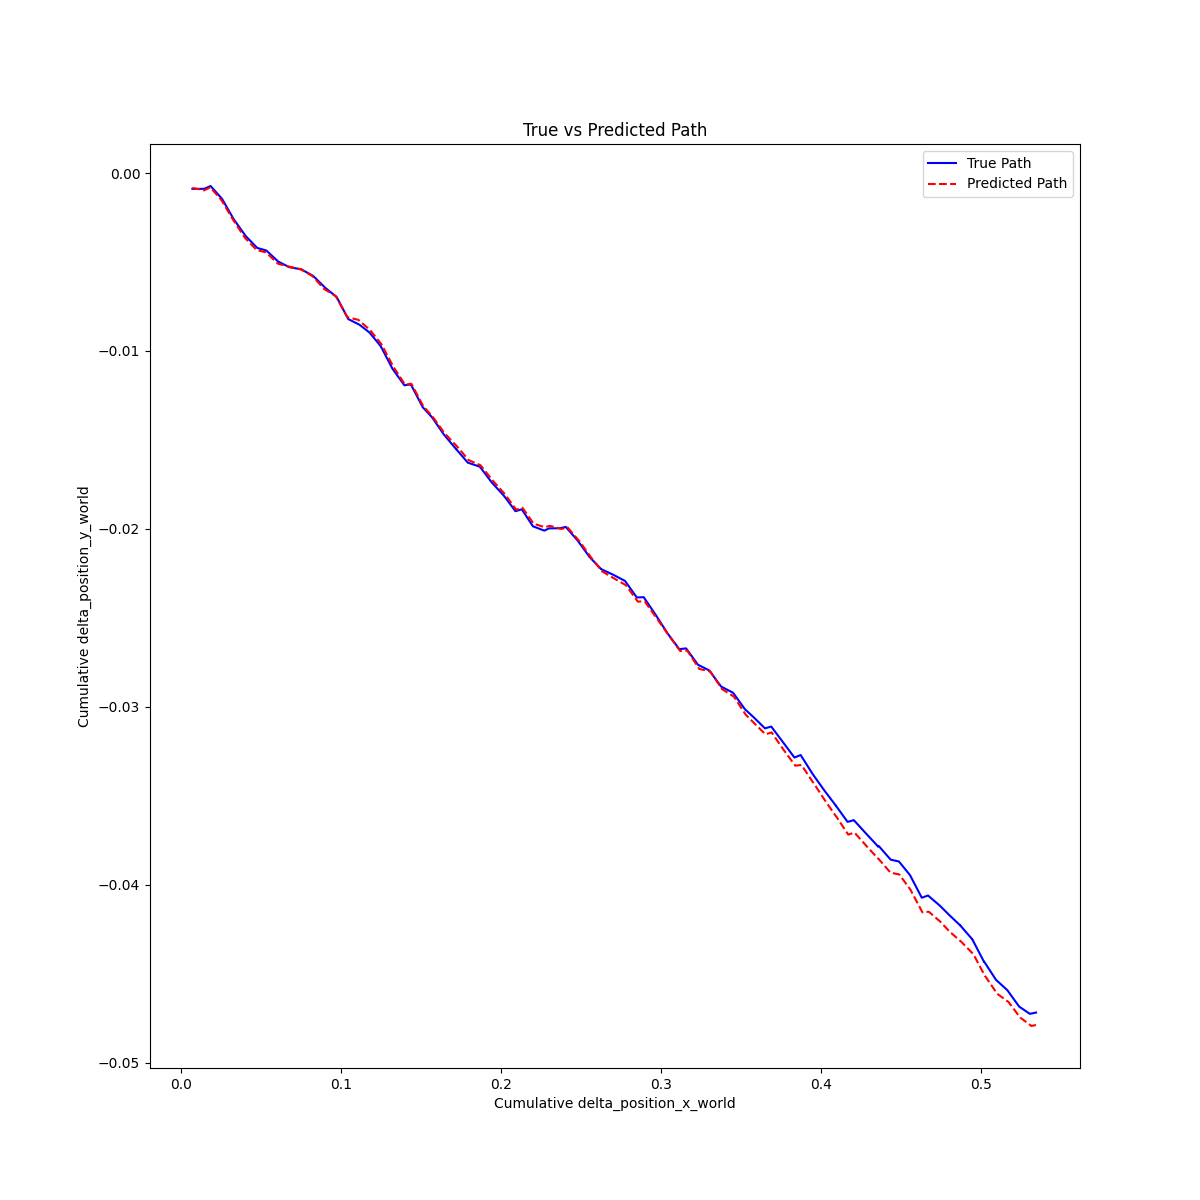 True vs Predicted Path
True Path
Predicted Path
0.00
−0.01
−0.02
−0.03
−0.04
−0.05
Cumulative delta_position_y_world
0.0 0.1 0.2 0.3 0.4 0.5
Cumulative delta_position_x_world